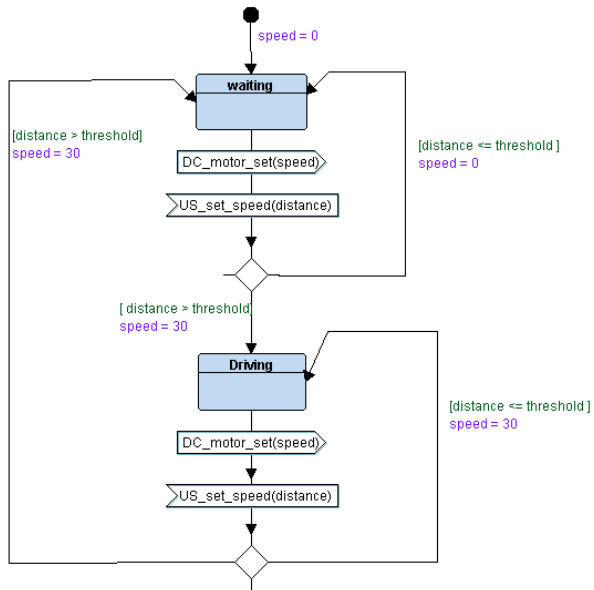 speed = 0
waiting
[distance > threshold]
speed = 30
[distance <= threshold ]
speed = 0
DC_motor_set(speed)
US_set_speed(distance)
[ distance > threshold]
speed = 30
Driving
[distance <= threshold ]
speed = 30
DC_motor_set(speed)
US_set_speed(distance)